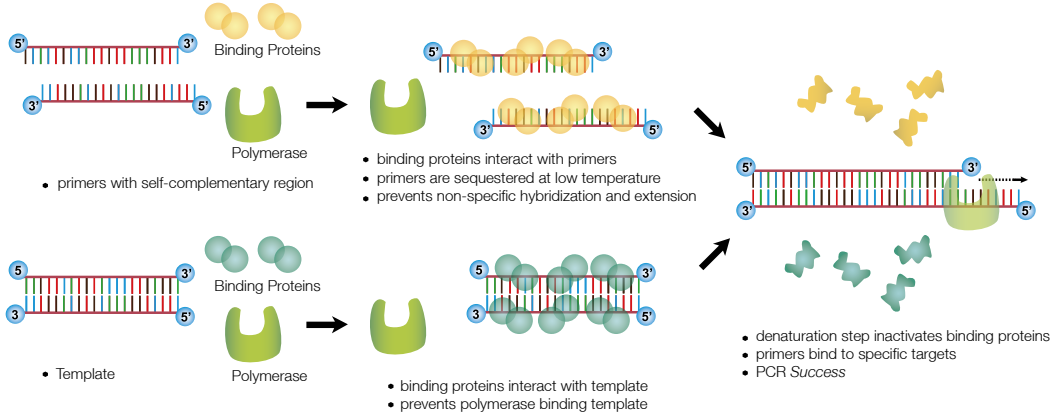 5'
3'
Binding Proteins
3'
5'
Polymerase
• primers with self-complementary region
5'
3'
3'
5'
• binding proteins interact with primers
• primers are sequestered at low temperature
• prevents non-specific hybridization and extension
5
3'
Binding Proteins
3
5'
Polymerase
• Template
5'
3'
3'
5'
• binding proteins interact with template
• prevents polymerase binding template
5'
3'
3'
5'
• denaturation step inactivates binding proteins
• primers bind to specific targets
• PCR Success